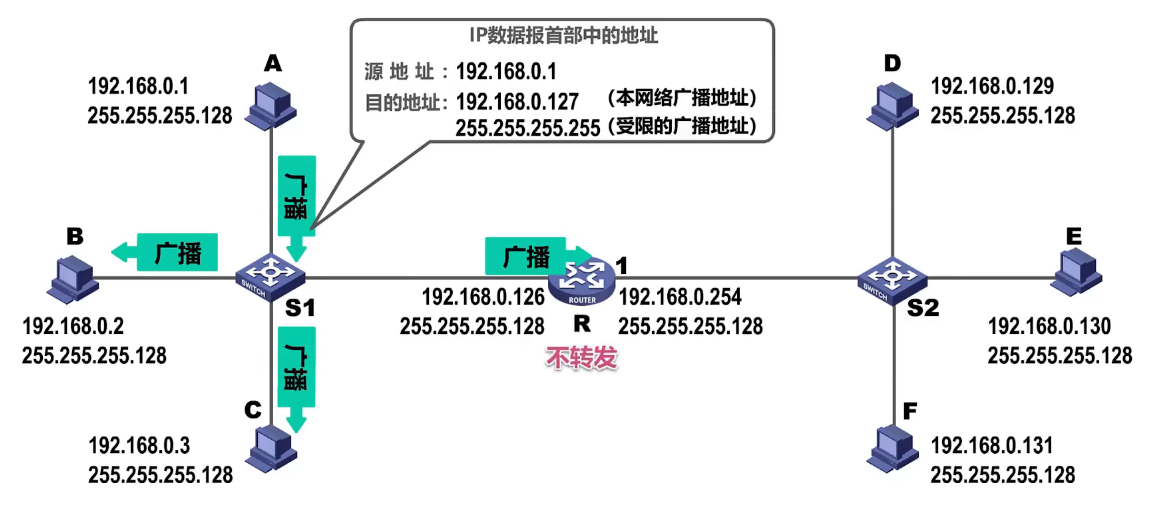 IP数据报首部中的地址
源 地 址 : 192.168.0.1
目的地址: 192.168.0.127 (本网络广播地址)
255.255.255.255 (受限的广播地址)
A
192.168.0.1
255.255.255.128
广播
B
广播
192.168.0.2
255.255.255.128
SWITCH
S1
广播
C
192.168.0.3
255.255.255.128
广播
ROUTER
1
192.168.0.126
255.255.255.128
R
192.168.0.254
255.255.255.128
不转发
D
192.168.0.129
255.255.255.128
SWITCH
S2
E
192.168.0.130
255.255.255.128
F
192.168.0.131
255.255.255.128